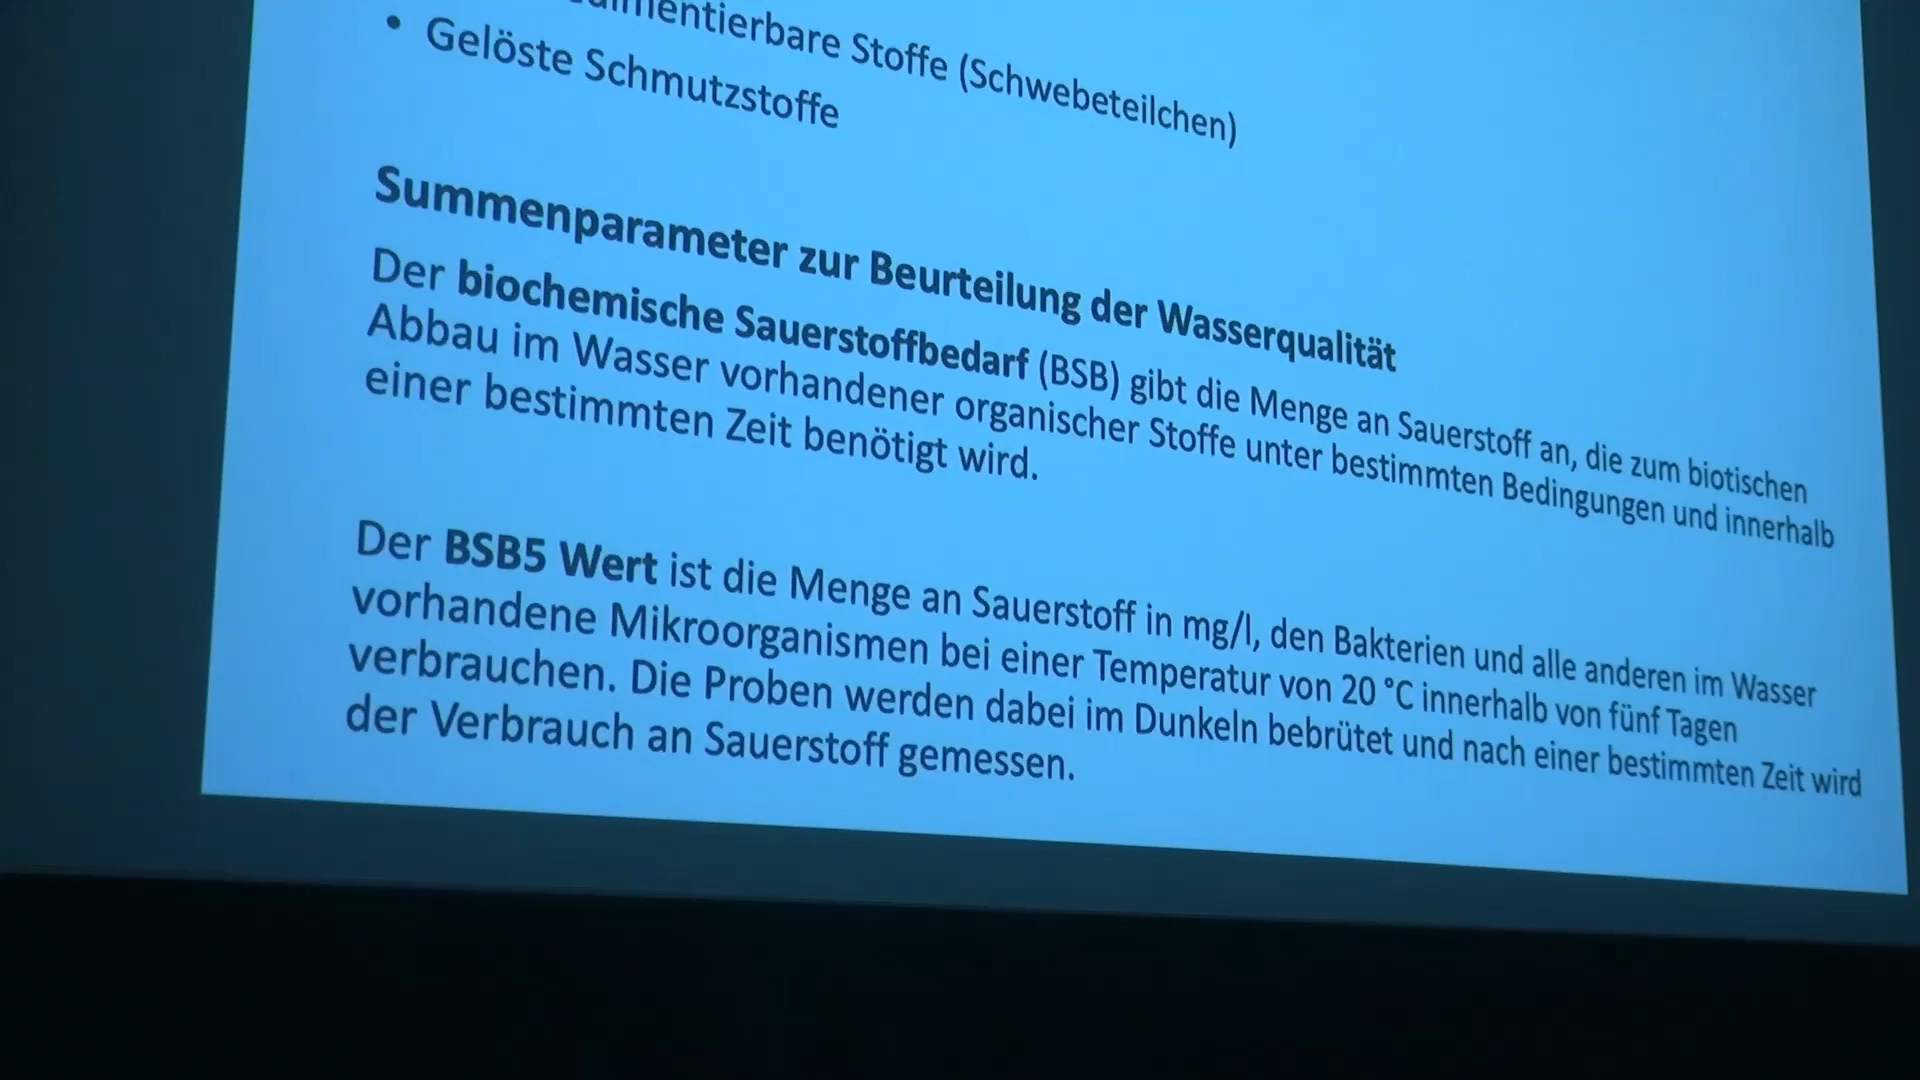 Stoffe (Schwebeteilchen)
• Gelöste Schmutzstoffe
Summenparameter zur Beurteilung der Wasserqualität
Der biochemische Sauerstoffbedarf (BSB) gibt die Menge an Sauerstoff an, die zum biotischen
Abbau im Wasser vorhandener organischer Stoffe unter bestimmten Bedingungen und innerhalb
einer bestimmten Zeit benötigt wird.
Der BSB5 Wert ist die Menge an Sauerstoff in mg/l, den Bakterien und alle anderen im Wasser
vorhandene Mikroorganismen bei einer Temperatur von 20 °C innerhalb von fünf Tagen
verbrauchen. Die Proben werden dabei im Dunkeln bebrütet und nach einer bestimmten Zeit wird
der Verbrauch an Sauerstoff gemessen.